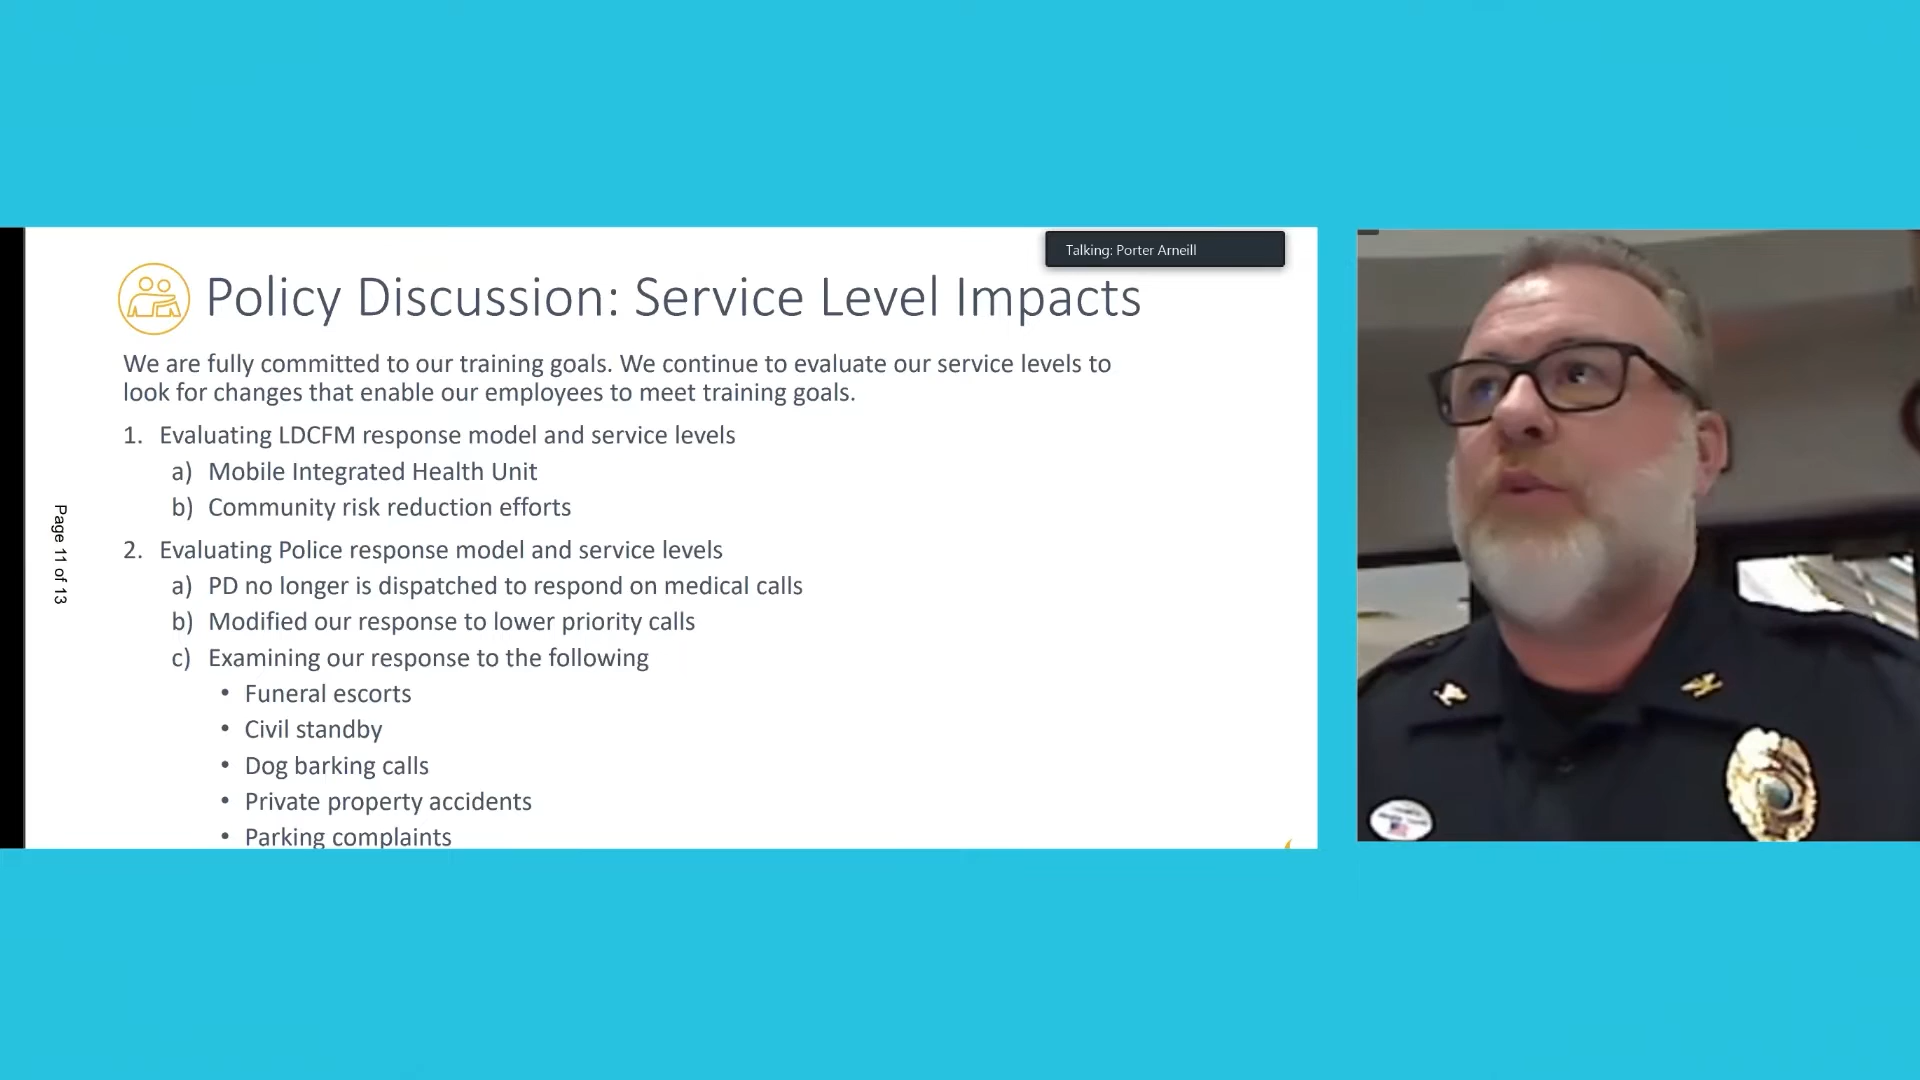 Talking: Porter Arneill
Policy Discussion: Service Level Impacts
We are fully committed to our training goals. We continue to evaluate our service levels to
look for changes that enable our employees to meet training goals.
1. Evaluating LDCFM response model and service levels
a) Mobile Integrated Health Unit
b) Community risk reduction efforts
2. Evaluating Police response model and service levels
a) PD no longer is dispatched to respond on medical calls
b) Modified our response to lower priority calls
c) Examining our response to the following
• Funeral escorts
• Civil standby
• Dog barking calls
• Private property accidents
• Parking complaints
Page 11 of 13